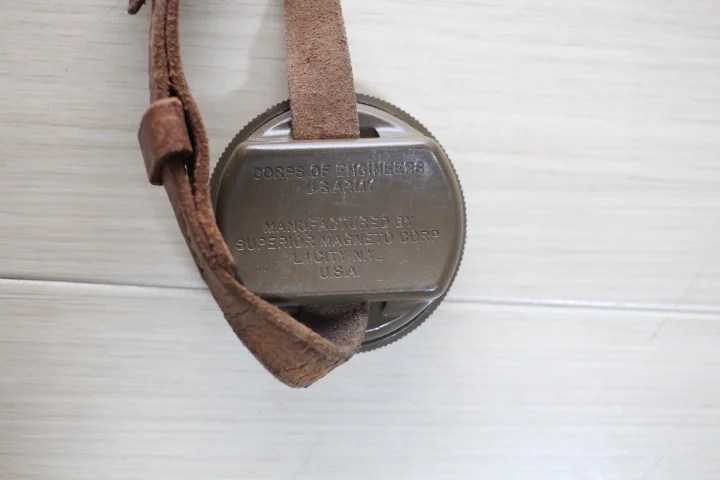 CORPS OF ENGINEERS
U.S.ARMY
MANUFACTURED BY
SUPERIOR MAGNETO CORP.
L.I.CITY N.Y.
U.S.A.